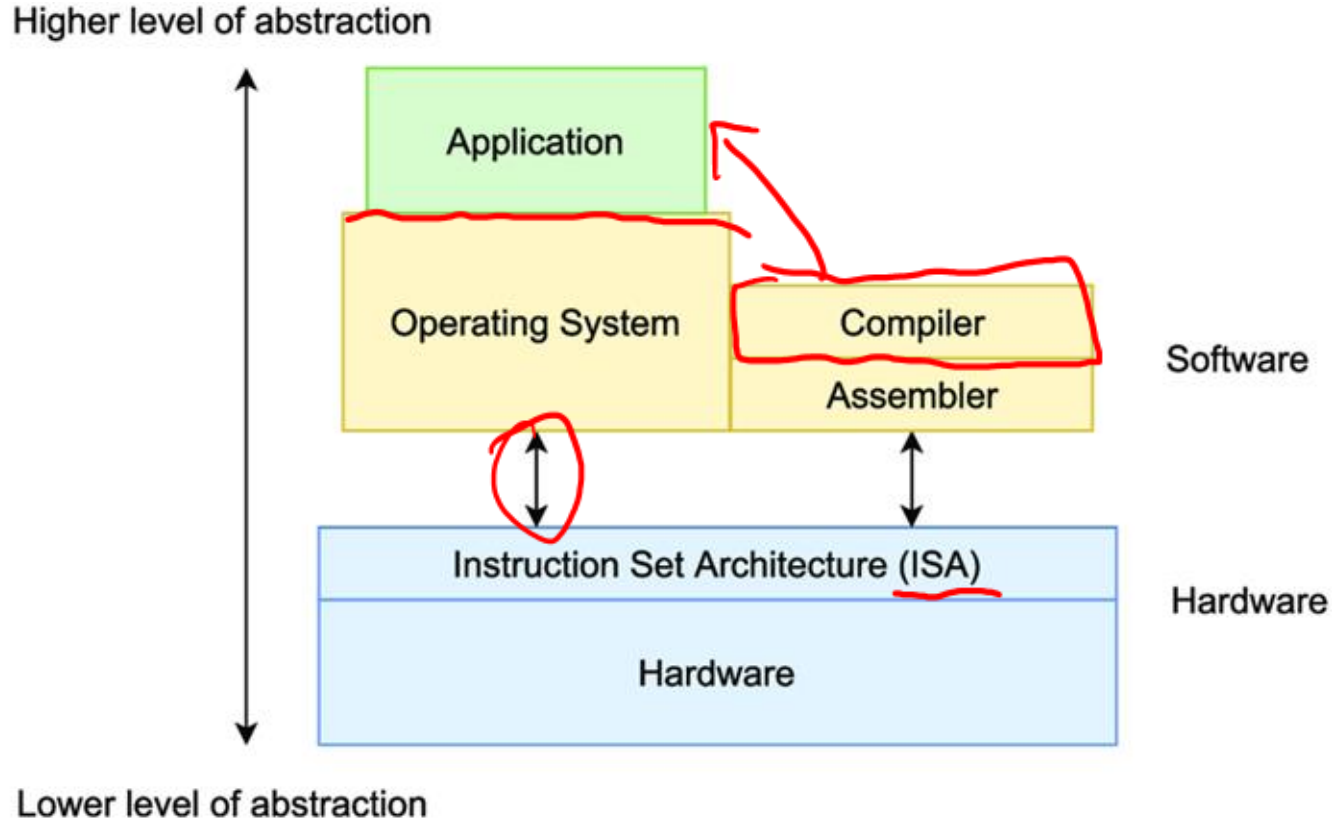 Higher level of abstraction
Application
Operating System
Compiler
Software
Assembler
Instruction Set Architecture (ISA)
Hardware
Hardware
Lower level of abstraction